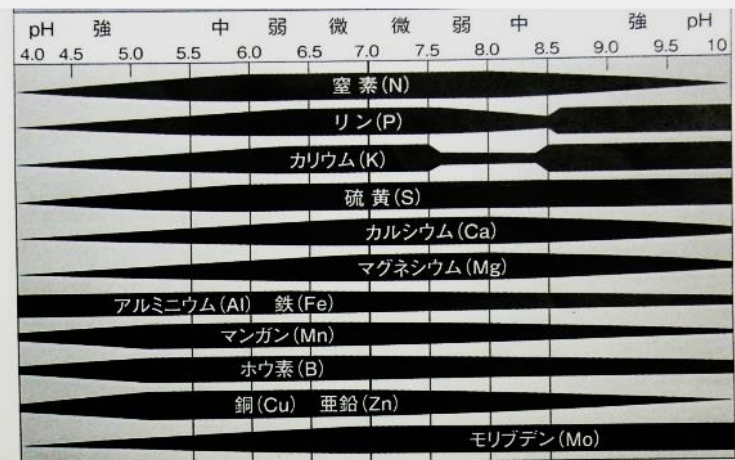 pH 強 中 弱 微 微 弱 中 強 pH
4.0 4.5 5.0 5.5 6.0 6.5 7.0 7.5 8.0 8.5 9.0 9.5 10
窒素(N)
リン(P)
カリウム(K)
硫黄(S)
カルシウム(Ca)
マグネシウム(Mg)
アルミニウム(Al) 鉄(Fe)
マンガン(Mn)
ホウ素(B)
銅(Cu) 亜鉛(Zn)
モリブデン(Mo)